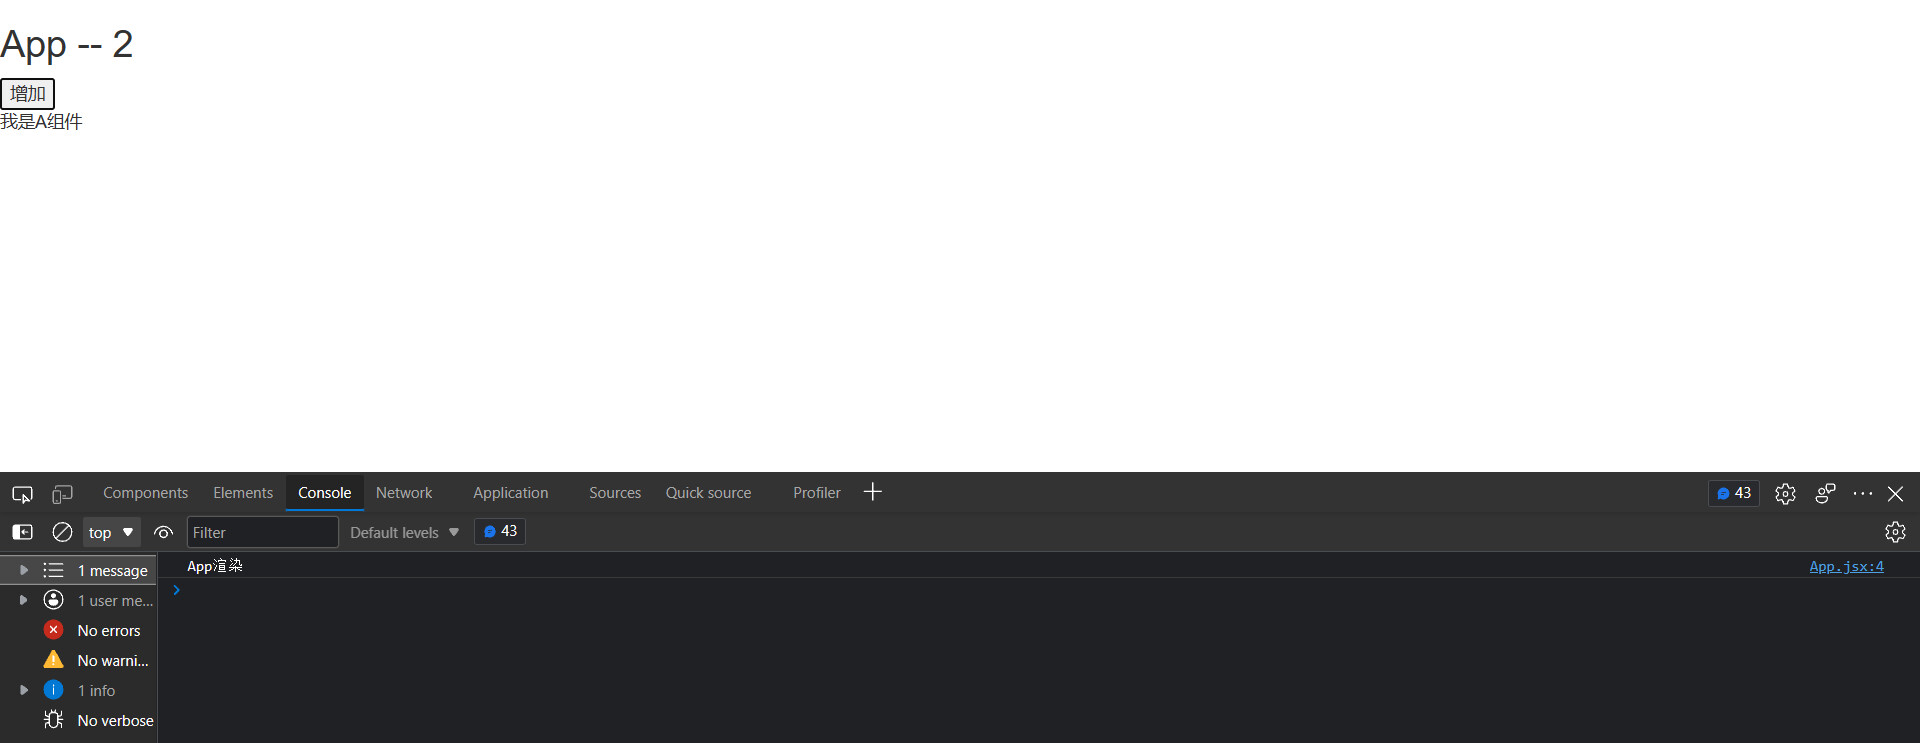 App -- 2
增加
我是A组件
Components Elements Console Network Application Sources Quick source Profiler 43
top Filter Default levels 43
1 message
App渲染 App.jsx:4
1 user me...
No errors
No warni...
1 info
No verbose